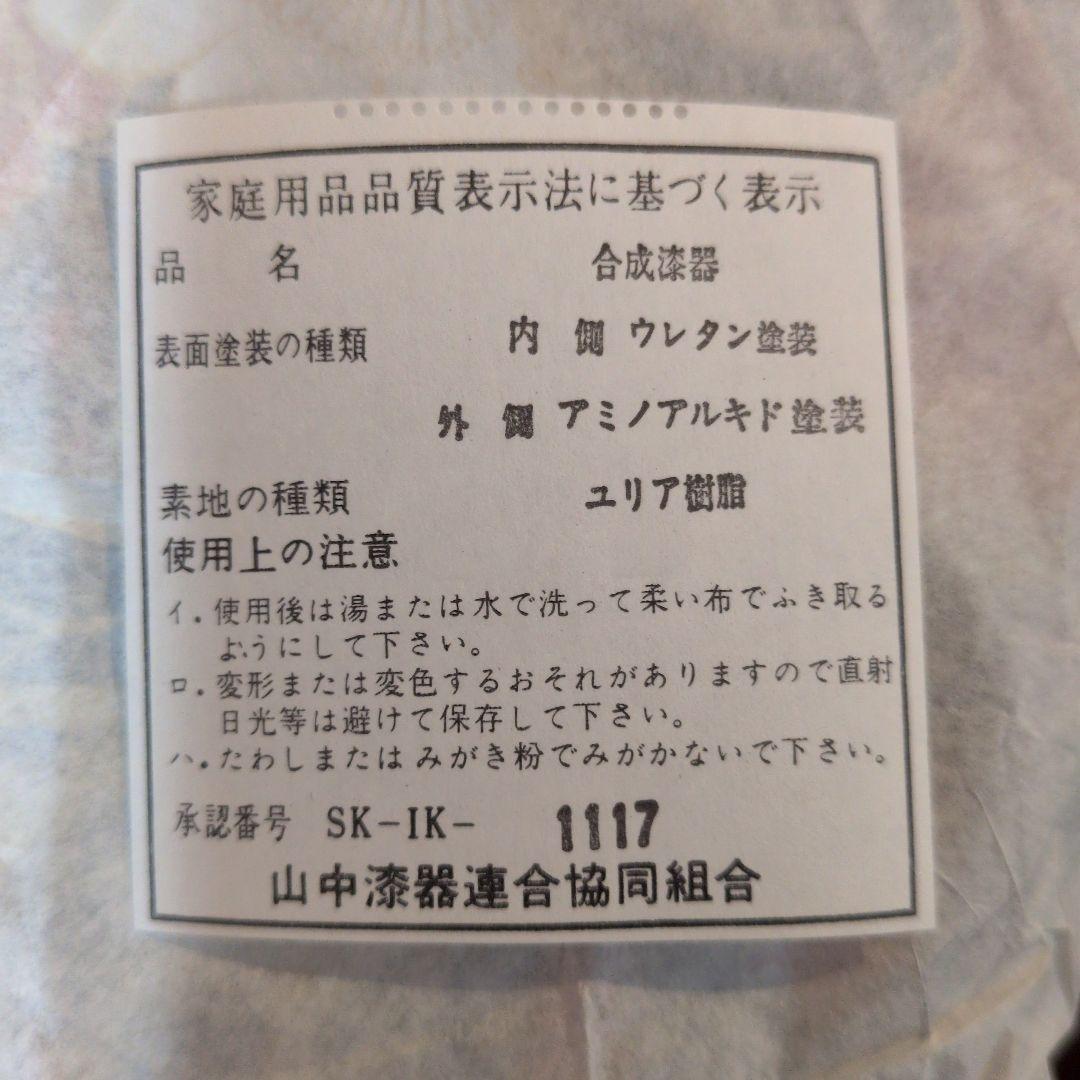 家庭用品品質表示法に基づく表示
品名 合成漆器
表面塗装の種類 内側 ウレタン塗装
外側 アミノアルキド塗装
素地の種類 ユリア樹脂
使用上の注意
イ.使用後は湯または水で洗って柔い布でふき取る
ようにして下さい。
ロ.変形または変色するおそれがありますので直射
日光等は避けて保存して下さい。
ハ.たわしまたはみがき粉でみがかないで下さい。
承認番号 SK-IK- 1117
山中漆器連合協同組合